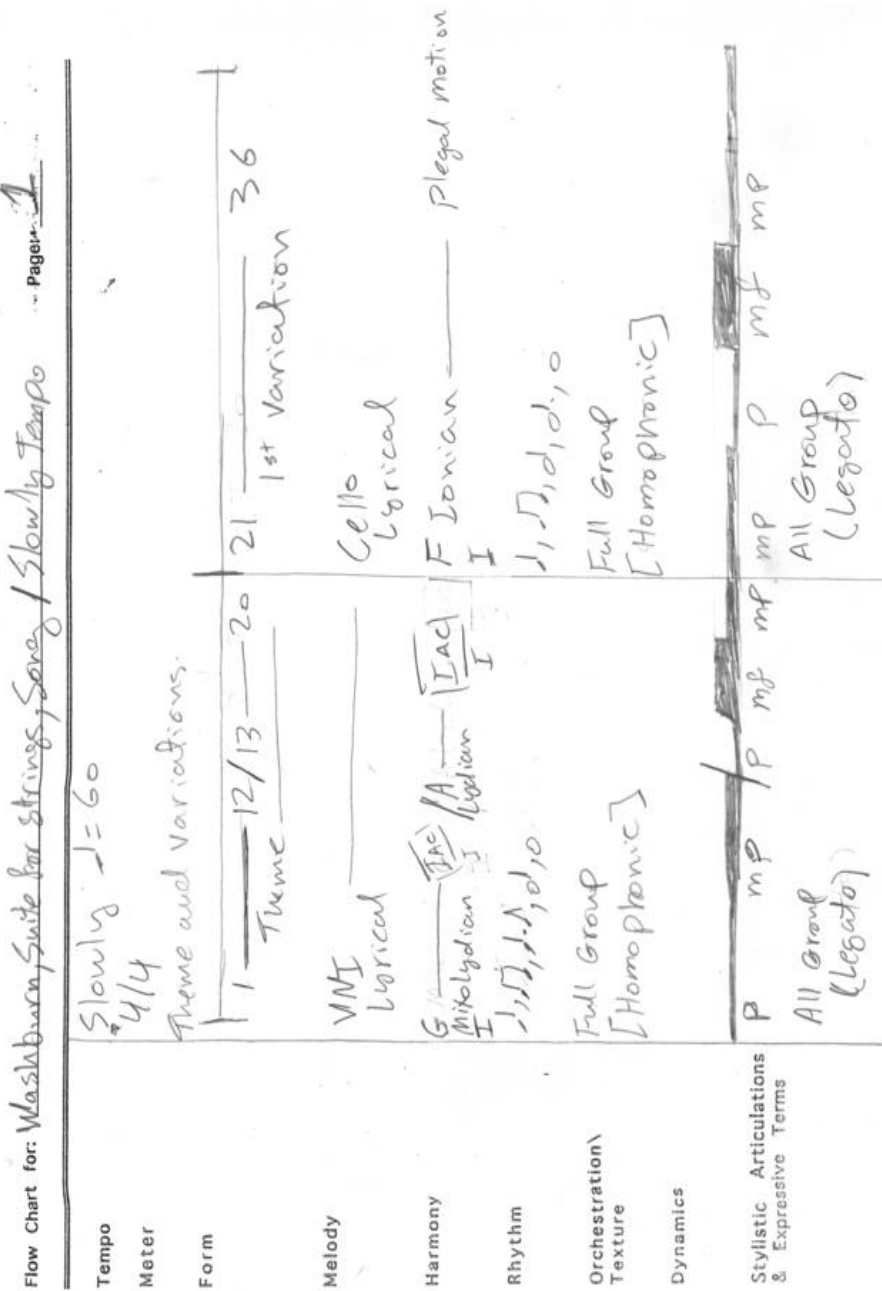 Flow Chart for: Washburn, Suite for Strings, Song / Slowly Tempo Page 1
Tempo Slowly ♩=60
Meter 4/4
Form Theme and Variations.
1 — 12/13 — 20 21 — 36
Theme 1st Variation
Melody VNI Cello
Lyrical Lyrical
Harmony G — IAC / A — IAC F Ionian — Plegal motion
Mixolydian I Lydian I I
I
Rhythm
Orchestration\ Full Group Full Group
Texture [Homophonic] [Homophonic]
Dynamics
P mp / P mf mp mp P mf mp
Stylistic Articulations All Group All Group
& Expressive Terms (Legato) (Legato)